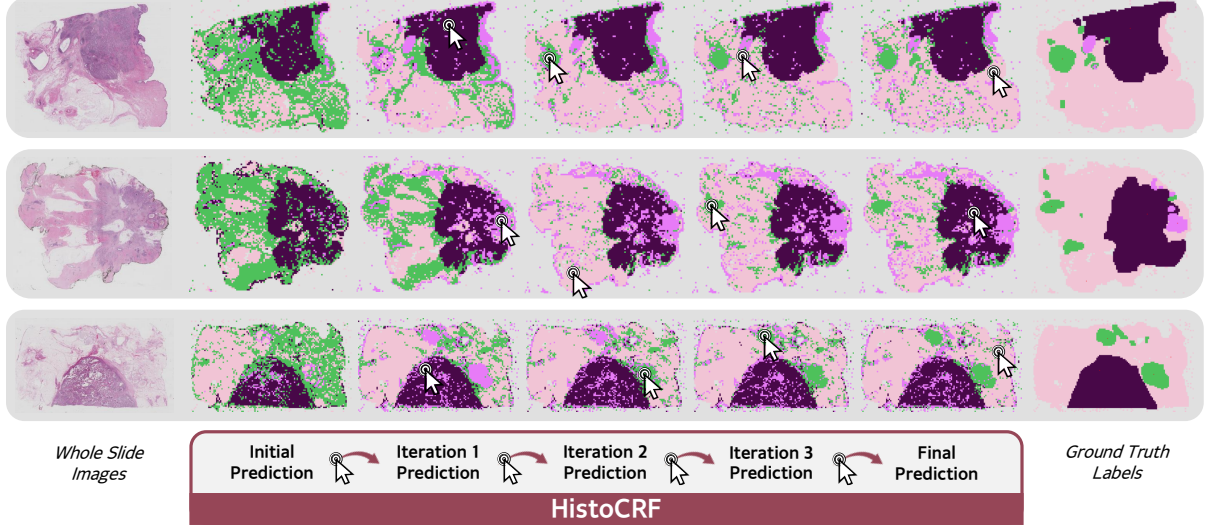 Whole Slide
Images
Initial
Prediction
Iteration 1
Prediction
Iteration 2
Prediction
Iteration 3
Prediction
Final
Prediction
Ground Truth
Labels
HistoCRF